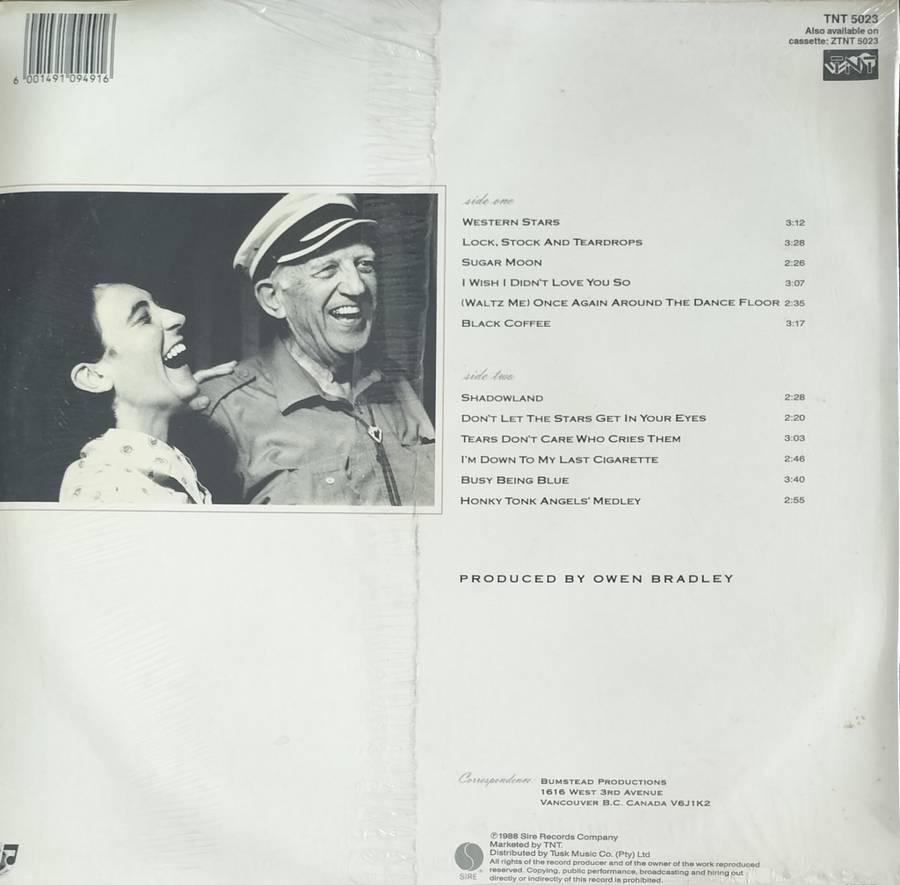 6 001491 094916
TNT 5023
Also available on
cassette: ZTNT 5023
TNT
side one
WESTERN STARS 3:12
LOCK, STOCK AND TEARDROPS 3:28
SUGAR MOON 2:26
I WISH I DIDN'T LOVE YOU SO 3:07
(WALTZ ME) ONCE AGAIN AROUND THE DANCE FLOOR 2:35
BLACK COFFEE 3:17
side two
SHADOWLAND 2:28
DON'T LET THE STARS GET IN YOUR EYES 2:20
TEARS DON'T CARE WHO CRIES THEM 3:03
I'M DOWN TO MY LAST CIGARETTE 2:46
BUSY BEING BLUE 3:40
HONKY TONK ANGELS' MEDLEY 2:55
PRODUCED BY OWEN BRADLEY
Correspondence: BUMSTEAD PRODUCTIONS
1616 WEST 3RD AVENUE
VANCOUVER B.C. CANADA V6J1K2
℗1988 Sire Records Company
Marketed by TNT.
Distributed by Tusk Music Co. (Pty) Ltd
All rights of the record producer and of the owner of the work reproduced
reserved. Copying, public performance, broadcasting and hiring out
directly or indirectly of this record is prohibited.
SIRE